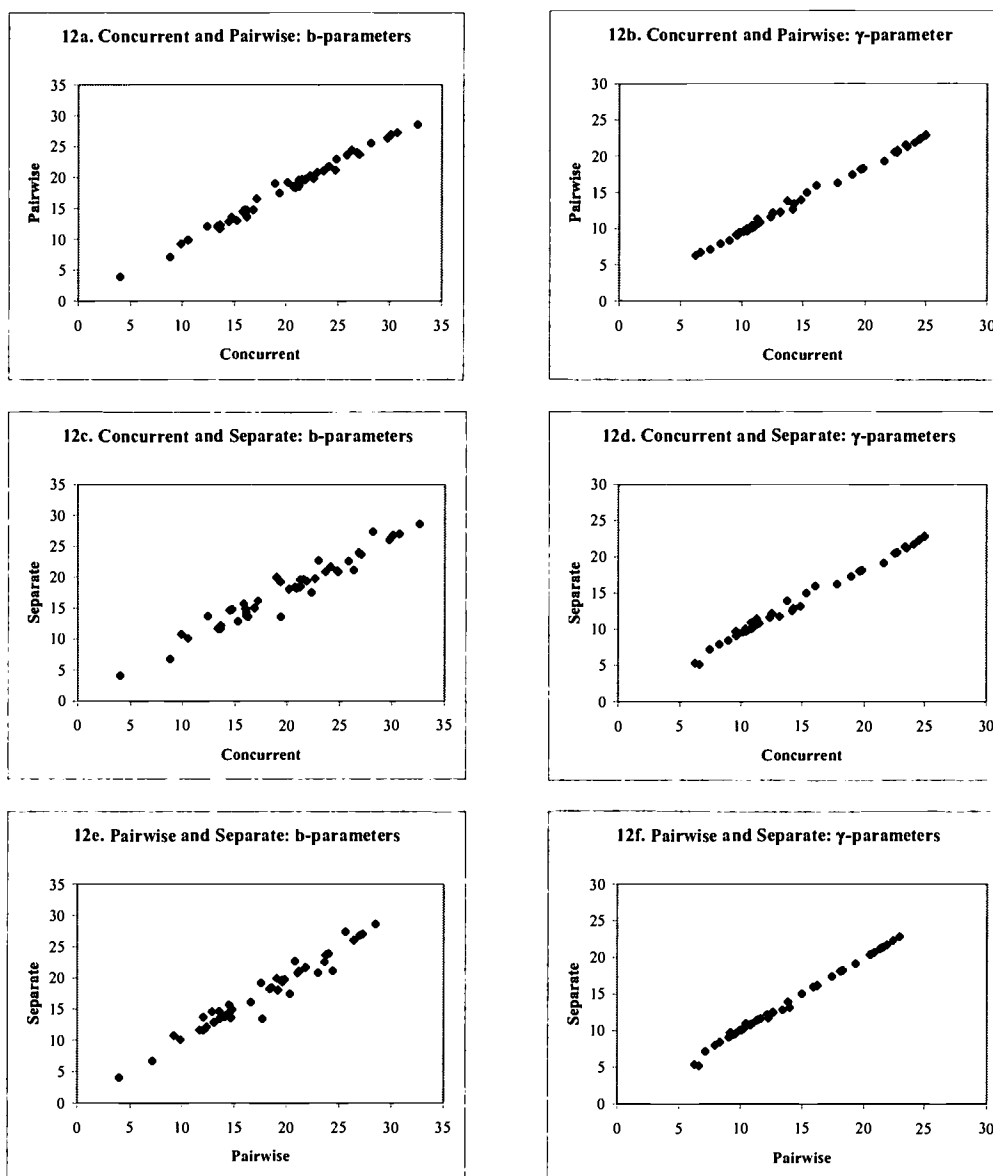 12a. Concurrent and Pairwise: b-parameters
35
30
25
20
15
10
5
0
Pairwise
0 5 10 15 20 25 30 35
Concurrent
12b. Concurrent and Pairwise: γ-parameter
30
25
20
15
10
5
0
Pairwise
0 5 10 15 20 25 30
Concurrent
12c. Concurrent and Separate: b-parameters
35
30
25
20
15
10
5
0
Separate
0 5 10 15 20 25 30 35
Concurrent
12d. Concurrent and Separate: γ-parameters
30
25
20
15
10
5
0
Separate
0 5 10 15 20 25 30
Concurrent
12e. Pairwise and Separate: b-parameters
35
30
25
20
15
10
5
0
Separate
0 5 10 15 20 25 30 35
Pairwise
12f. Pairwise and Separate: γ-parameters
30
25
20
15
10
5
0
Separate
0 5 10 15 20 25 30
Pairwise